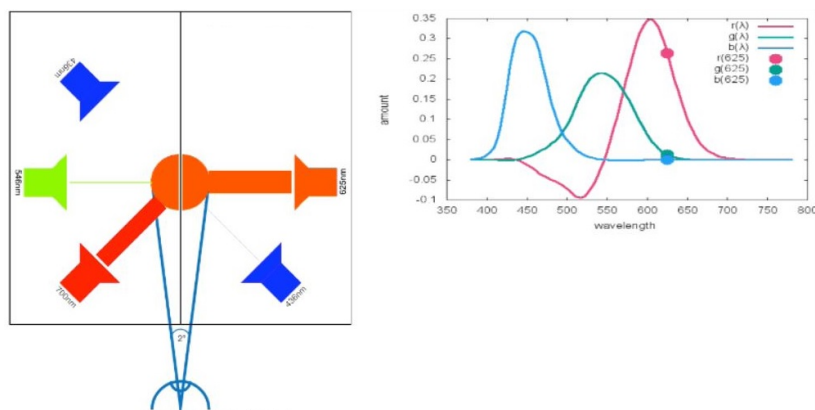 436nm
546nm
625nm
700nm
436nm
2°
0.35
0.3
0.25
0.2
0.15
0.1
0.05
0
-0.05
-0.1
amount
350 400 450 500 550 600 650 700 750 800
wavelength
r(λ)
g(λ)
b(λ)
r(625)
g(625)
b(625)